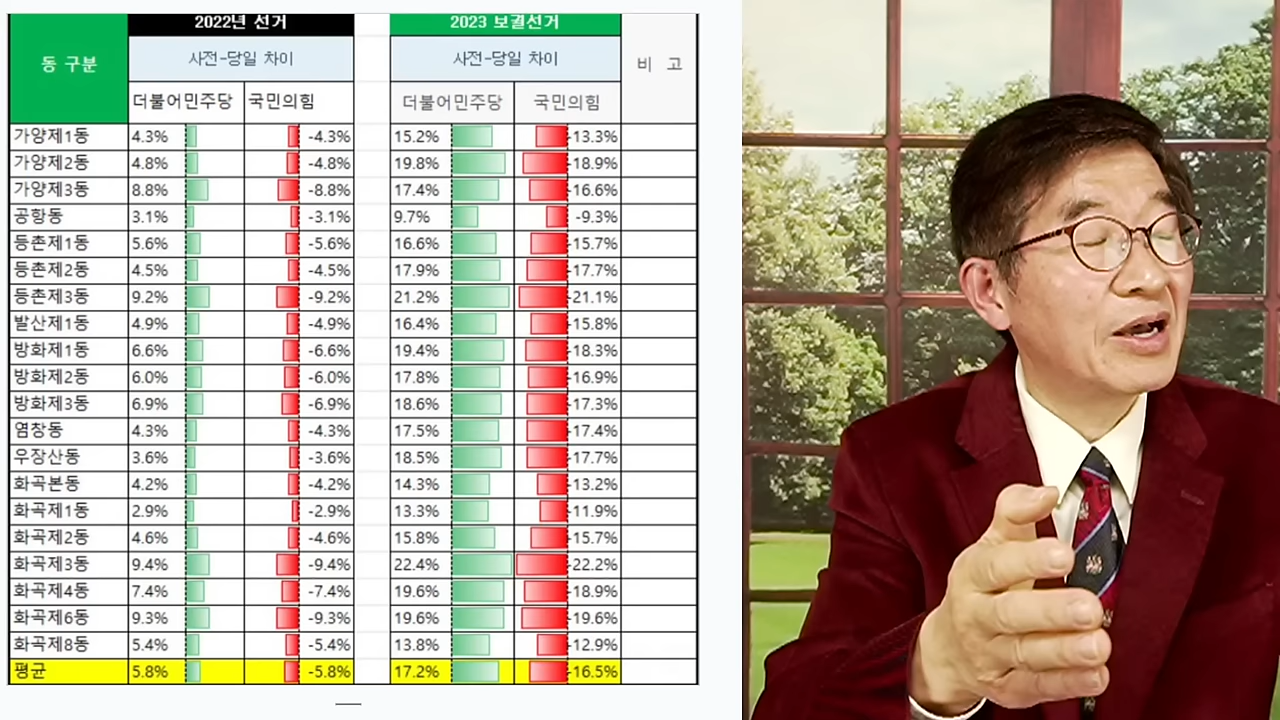 2022년 선거 2023 보궐선거
동 구분 사전-당일 차이 사전-당일 차이 비 고
더불어민주당 국민의힘 더불어민주당 국민의힘
가양제1동 4.3% -4.3% 15.2% -13.3%
가양제2동 4.8% -4.8% 19.8% -18.9%
가양제3동 8.8% -8.8% 17.4% -16.6%
공항동 3.1% -3.1% 9.7% -9.3%
등촌제1동 5.6% -5.6% 16.6% -15.7%
등촌제2동 4.5% -4.5% 17.9% -17.7%
등촌제3동 9.2% -9.2% 21.2% -21.1%
발산제1동 4.9% -4.9% 16.4% -15.8%
방화제1동 6.6% -6.6% 19.4% -18.3%
방화제2동 6.0% -6.0% 17.8% -16.9%
방화제3동 6.9% -6.9% 18.6% -17.3%
염창동 4.3% -4.3% 17.5% -17.4%
우장산동 3.6% -3.6% 18.5% -17.7%
화곡본동 4.2% -4.2% 14.3% -13.2%
화곡제1동 2.9% -2.9% 13.3% -11.9%
화곡제2동 4.6% -4.6% 15.8% -15.7%
화곡제3동 9.4% -9.4% 22.4% -22.2%
화곡제4동 7.4% -7.4% 19.6% -18.9%
화곡제6동 9.3% -9.3% 19.6% -19.6%
화곡제8동 5.4% -5.4% 13.8% -12.9%
평균 5.8% -5.8% 17.2% -16.5%